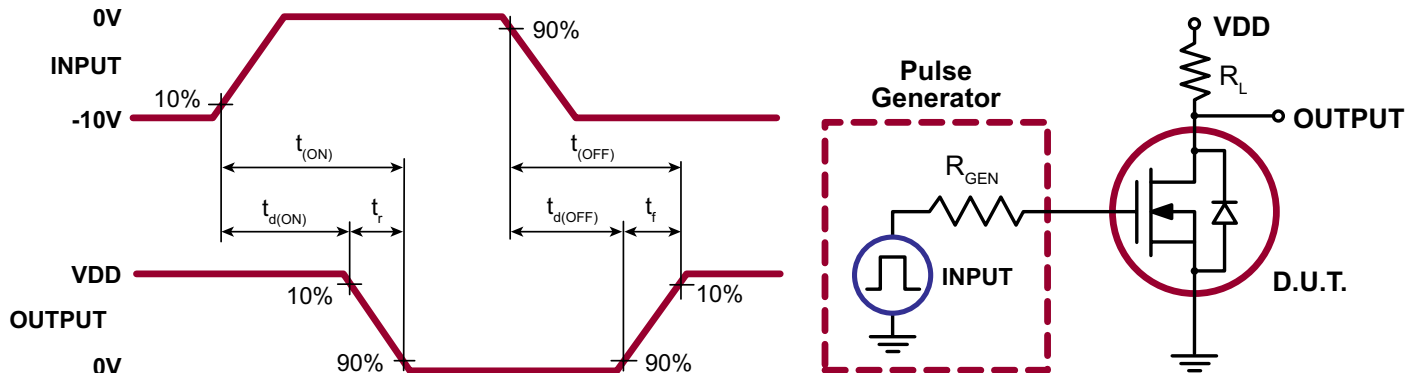 0V
INPUT
-10V
10%
90%
t(ON)
t(OFF)
td(ON)
tr
td(OFF)
tf
VDD
OUTPUT
0V
10%
90%
90%
10%
Pulse
Generator
RGEN
INPUT
VDD
RL
OUTPUT
D.U.T.